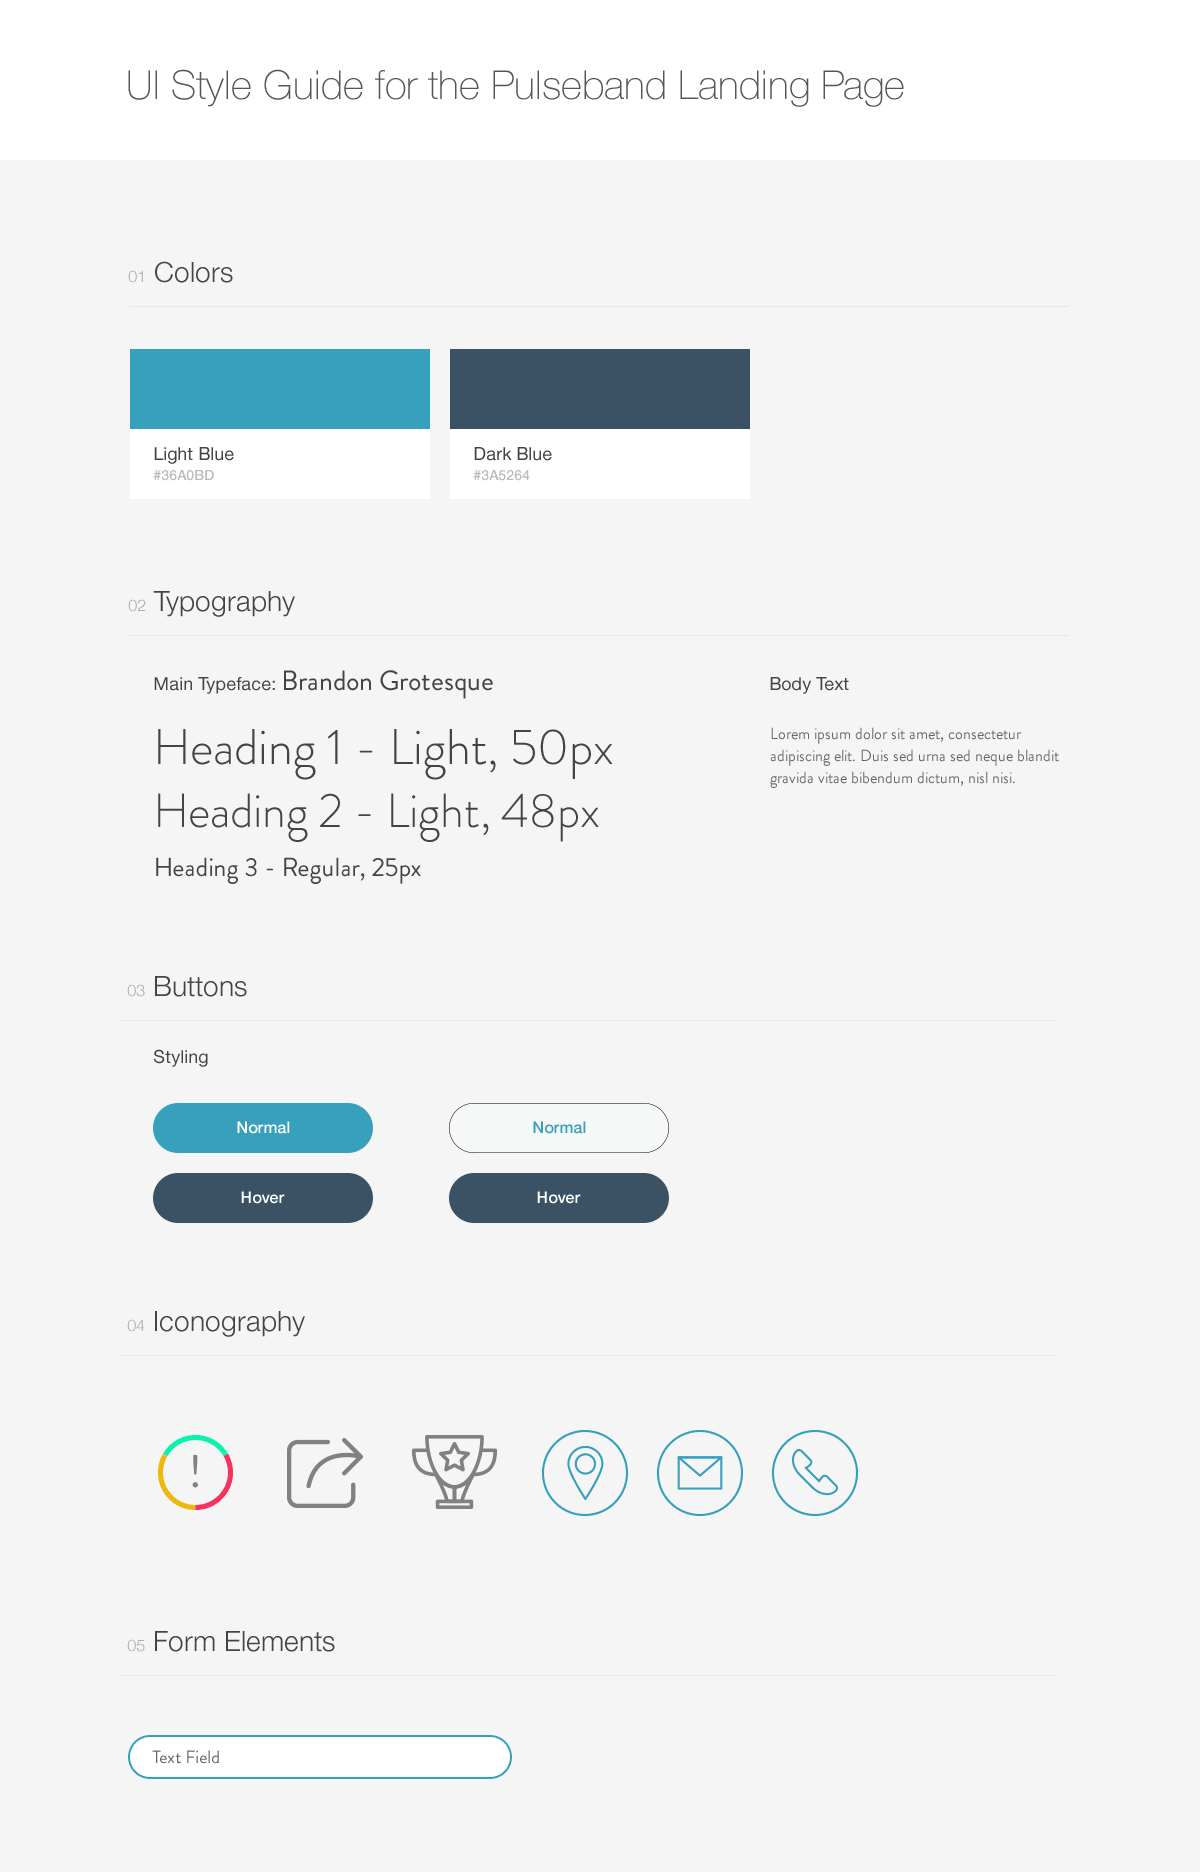 UI Style Guide for the Pulseband Landing Page
01 Colors
Light Blue
#36A0BD
Dark Blue
#3A5264
02 Typography
Main Typeface: Brandon Grotesque
Heading 1 - Light, 50px
Heading 2 - Light, 48px
Heading 3 - Regular, 25px
Body Text
Lorem ipsum dolor sit amet, consectetur
adipiscing elit. Duis sed urna sed neque blandit
gravida vitae bibendum dictum, nisl nisi.
03 Buttons
Styling
Normal
Normal
Hover
Hover
04 Iconography
!
05 Form Elements
Text Field